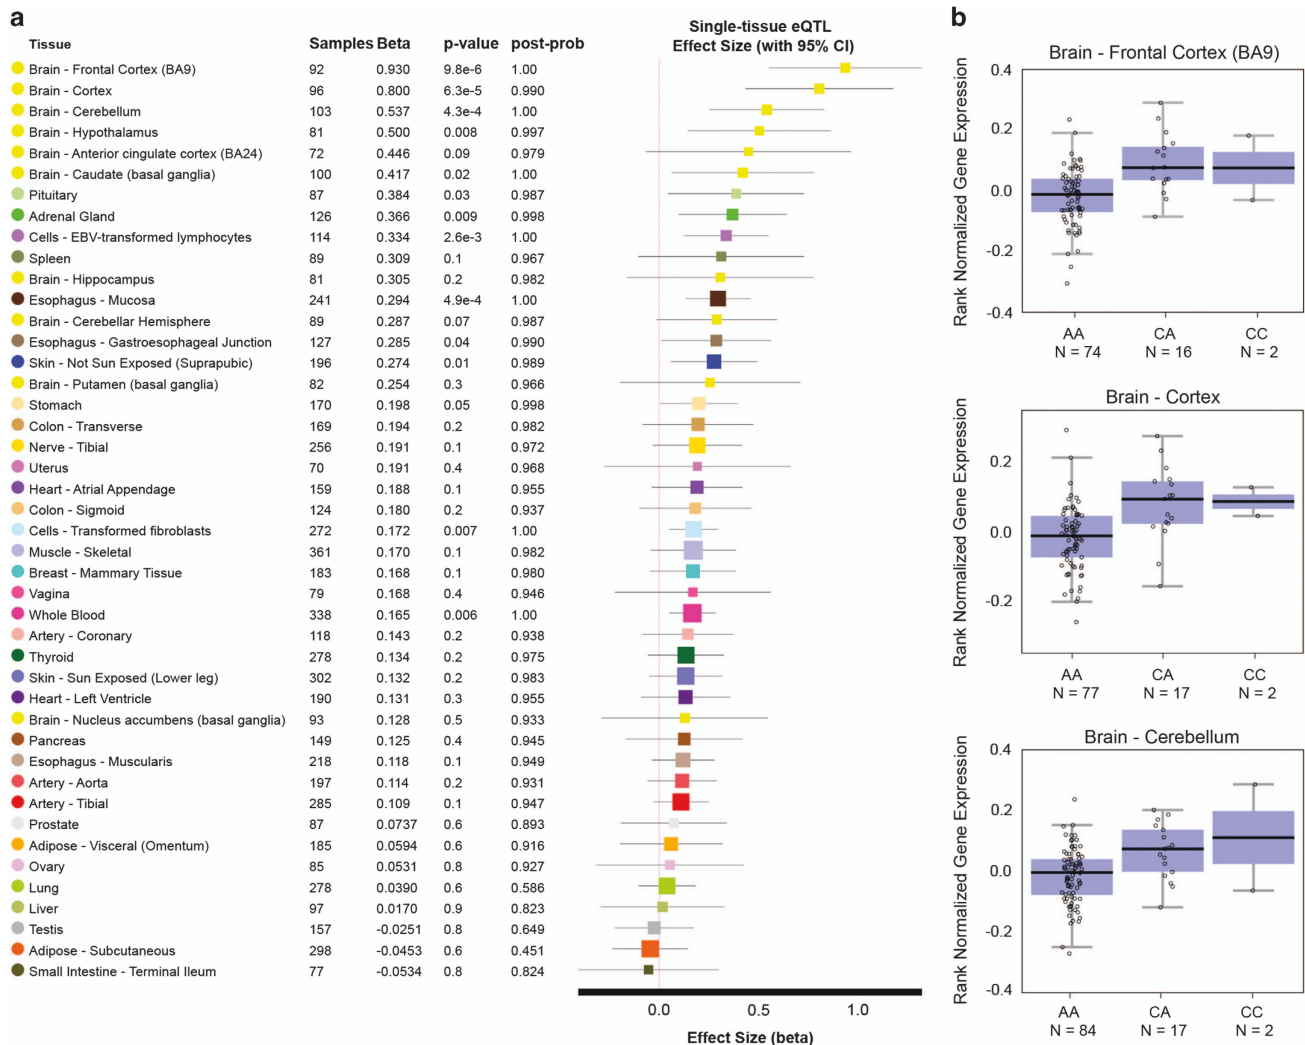 a
Single-tissue eQTL
Effect Size (with 95% CI)
Tissue Samples Beta p-value post-prob
Brain - Frontal Cortex (BA9) 92 0.930 9.8e-6 1.00
Brain - Cortex 96 0.800 6.3e-5 0.990
Brain - Cerebellum 103 0.537 4.3e-4 1.00
Brain - Hypothalamus 81 0.500 0.008 0.997
Brain - Anterior cingulate cortex (BA24) 72 0.446 0.09 0.979
Brain - Caudate (basal ganglia) 100 0.417 0.02 1.00
Pituitary 87 0.384 0.03 0.987
Adrenal Gland 126 0.366 0.009 0.998
Cells - EBV-transformed lymphocytes 114 0.334 2.6e-3 1.00
Spleen 89 0.309 0.1 0.967
Brain - Hippocampus 81 0.305 0.2 0.982
Esophagus - Mucosa 241 0.294 4.9e-4 1.00
Brain - Cerebellar Hemisphere 89 0.287 0.07 0.987
Esophagus - Gastroesophageal Junction 127 0.285 0.04 0.990
Skin - Not Sun Exposed (Suprapubic) 196 0.274 0.01 0.989
Brain - Putamen (basal ganglia) 82 0.254 0.3 0.966
Stomach 170 0.198 0.05 0.998
Colon - Transverse 169 0.194 0.2 0.982
Nerve - Tibial 256 0.191 0.1 0.972
Uterus 70 0.191 0.4 0.968
Heart - Atrial Appendage 159 0.188 0.1 0.955
Colon - Sigmoid 124 0.180 0.2 0.937
Cells - Transformed fibroblasts 272 0.172 0.007 1.00
Muscle - Skeletal 361 0.170 0.1 0.982
Breast - Mammary Tissue 183 0.168 0.1 0.980
Vagina 79 0.168 0.4 0.946
Whole Blood 338 0.165 0.006 1.00
Artery - Coronary 118 0.143 0.2 0.938
Thyroid 278 0.134 0.2 0.975
Skin - Sun Exposed (Lower leg) 302 0.132 0.2 0.983
Heart - Left Ventricle 190 0.131 0.3 0.955
Brain - Nucleus accumbens (basal ganglia) 93 0.128 0.5 0.933
Pancreas 149 0.125 0.4 0.945
Esophagus - Muscularis 218 0.118 0.1 0.949
Artery - Aorta 197 0.114 0.2 0.931
Artery - Tibial 285 0.109 0.1 0.947
Prostate 87 0.0737 0.6 0.893
Adipose - Visceral (Omentum) 185 0.0594 0.6 0.916
Ovary 85 0.0531 0.8 0.927
Lung 278 0.0390 0.6 0.586
Liver 97 0.0170 0.9 0.823
Testis 157 -0.0251 0.8 0.649
Adipose - Subcutaneous 298 -0.0453 0.6 0.451
Small Intestine - Terminal Ileum 77 -0.0534 0.8 0.824
0.0 0.5 1.0
Effect Size (beta)
b
Brain - Frontal Cortex (BA9)
Rank Normalized Gene Expression
0.4
0.2
0.0
-0.2
-0.4
AA CA CC
N = 74 N = 16 N = 2
Brain - Cortex
Rank Normalized Gene Expression
0.2
0.0
-0.2
AA CA CC
N = 77 N = 17 N = 2
Brain - Cerebellum
Rank Normalized Gene Expression
0.4
0.2
0.0
-0.2
-0.4
AA CA CC
N = 84 N = 17 N = 2